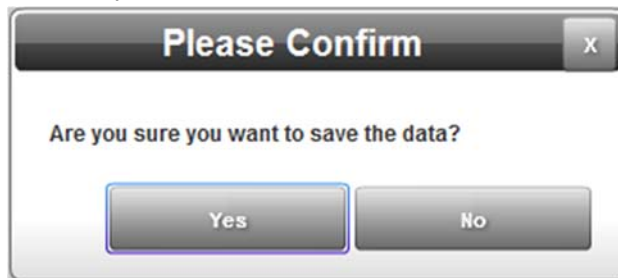 Please Confirm
x
Are you sure you want to save the data?
Yes No